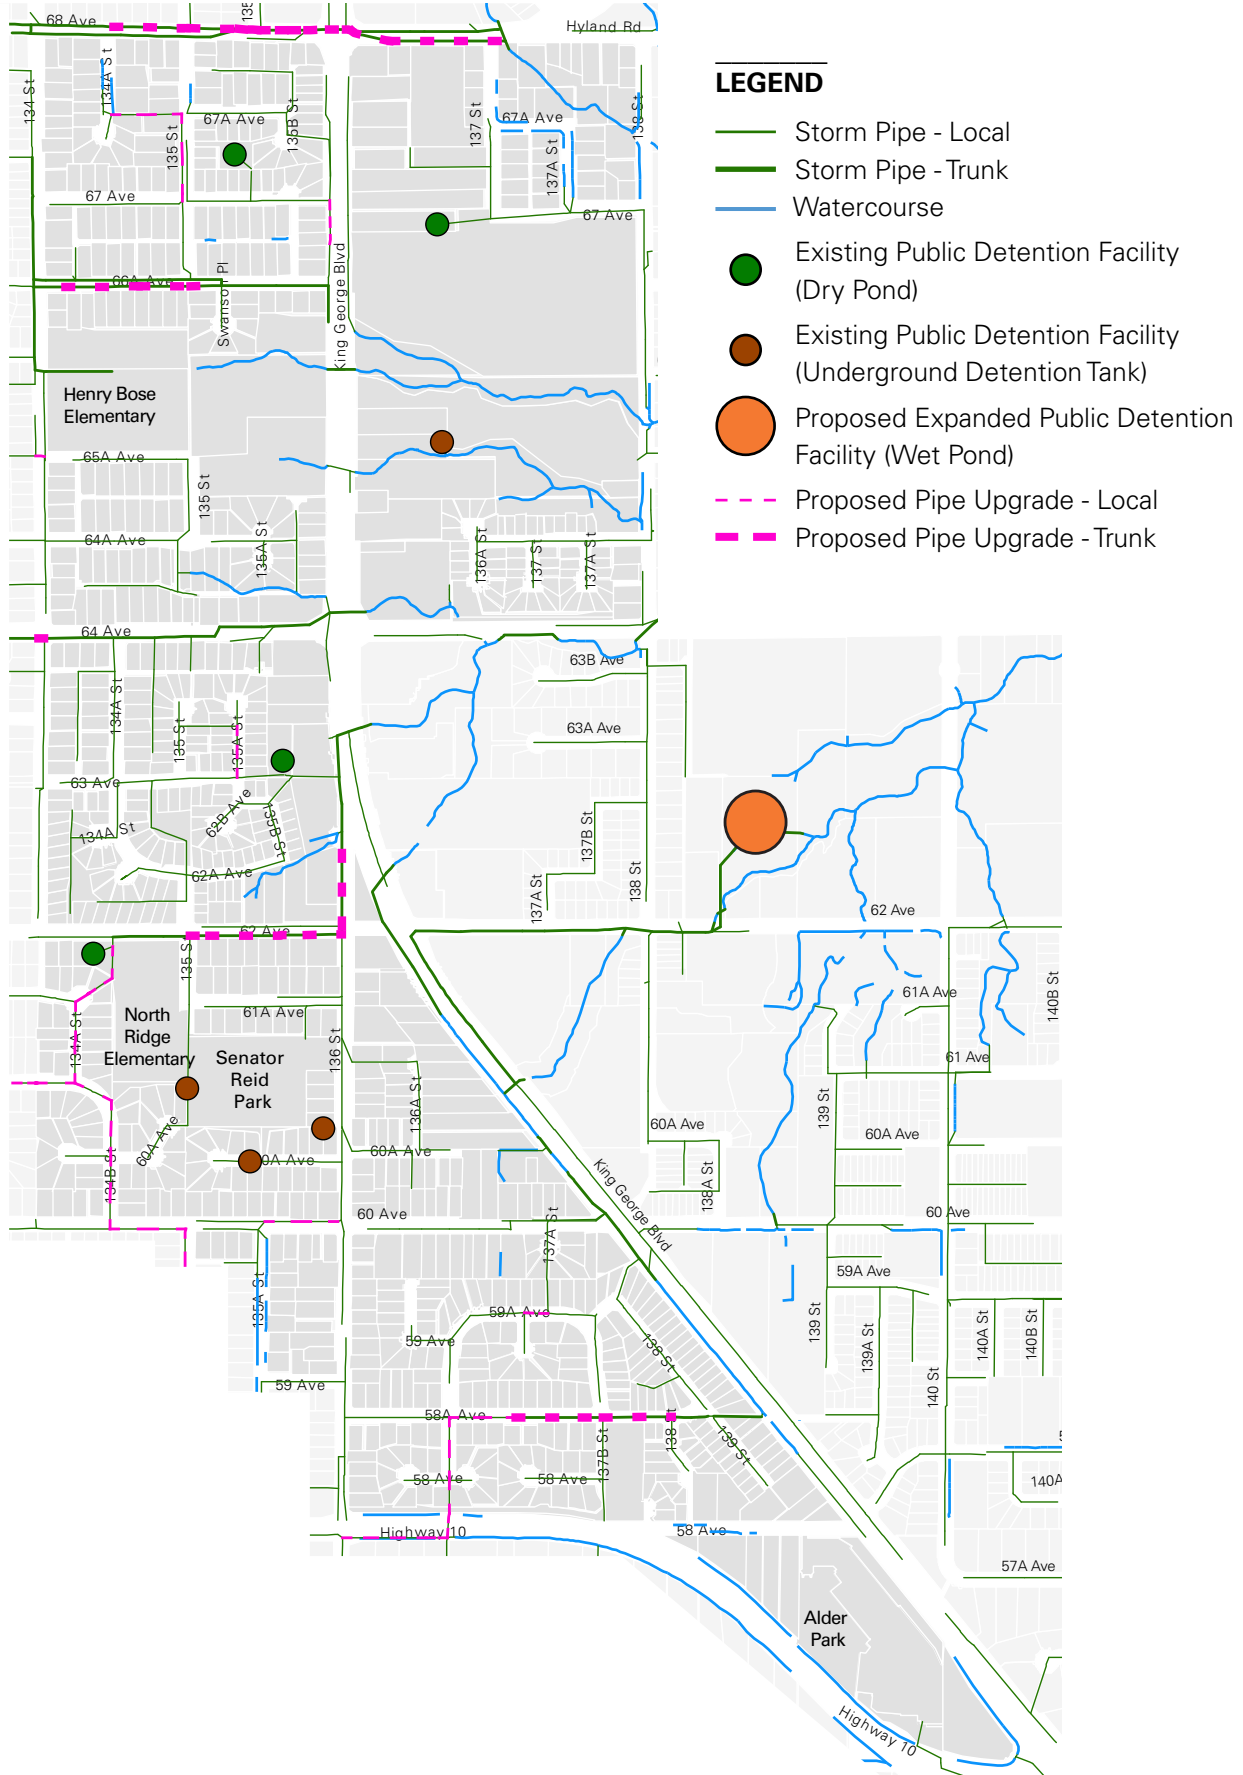 68 Ave
135
Hyland Rd
134 St
134A St
135 St
67A Ave
135B St
137 St
67A Ave
137A St
138 St
67 Ave
67 Ave
66A Ave
Swanson Pl
King George Blvd
Henry Bose
Elementary
65A Ave
135 St
64A Ave
135A St
136A St
137 St
137A St
64 Ave
63B Ave
134A St
135 St
135A St
63A Ave
63 Ave
62B Ave
135B St
134A St
62A Ave
137B St
138 St
137A St
62 Ave
62 Ave
135 S
North
Ridge
Elementary
134A St
61A Ave
Senator
Reid
Park
136 St
136A St
61A Ave
140B St
61 Ave
139 St
60A Ave
60A Ave
60A Ave
0A Ave
60A Ave
134B St
138A St
King George Blvd
60 Ave
60 Ave
137A St
59A Ave
135A St
59A Ave
59 Ave
138 St
139 St
139A St
140A St
140B St
140 St
59 Ave
58A Ave
137B St
138 St
139 St
58 Ave
58 Ave
140A
Highway 10
58 Ave
57A Ave
Alder
Park
Highway 10
LEGEND
Storm Pipe - Local
Storm Pipe - Trunk
Watercourse
Existing Public Detention Facility
(Dry Pond)
Existing Public Detention Facility
(Underground Detention Tank)
Proposed Expanded Public Detention
Facility (Wet Pond)
Proposed Pipe Upgrade - Local
Proposed Pipe Upgrade - Trunk